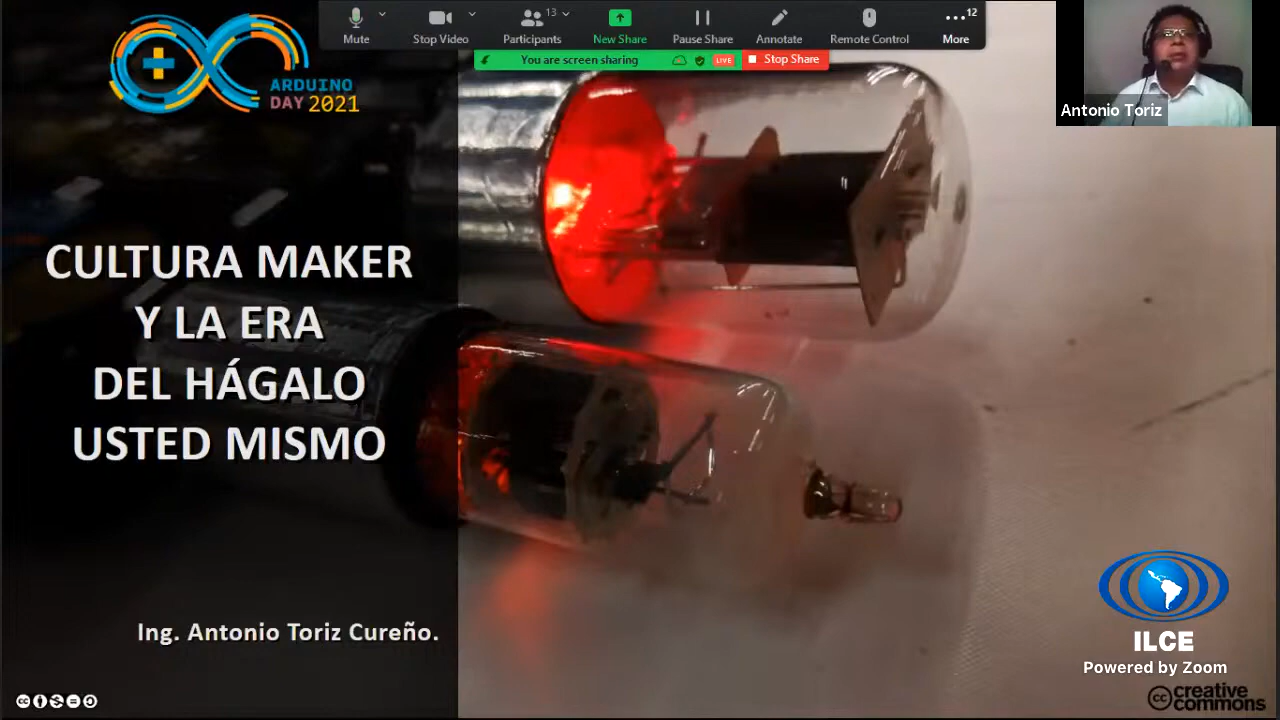 Mute
Stop Video
Participants
13
New Share
Pause Share
Annotate
Remote Control
More
12
You are screen sharing
LIVE
Stop Share
Antonio Toriz
ARDUINO
DAY 2021
CULTURA MAKER
Y LA ERA
DEL HÁGALO
USTED MISMO
Ing. Antonio Toriz Cureño.
ILCE
Powered by Zoom
cc creative
commons